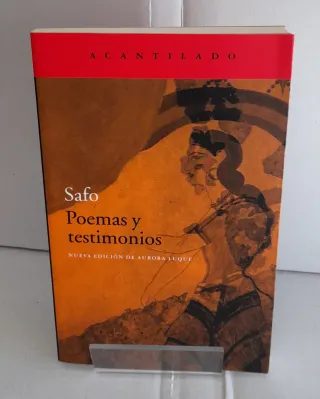 ACANTILADO
Safo
Poemas y
testimonios
NUEVA EDICIÓN DE AURORA LUQUE